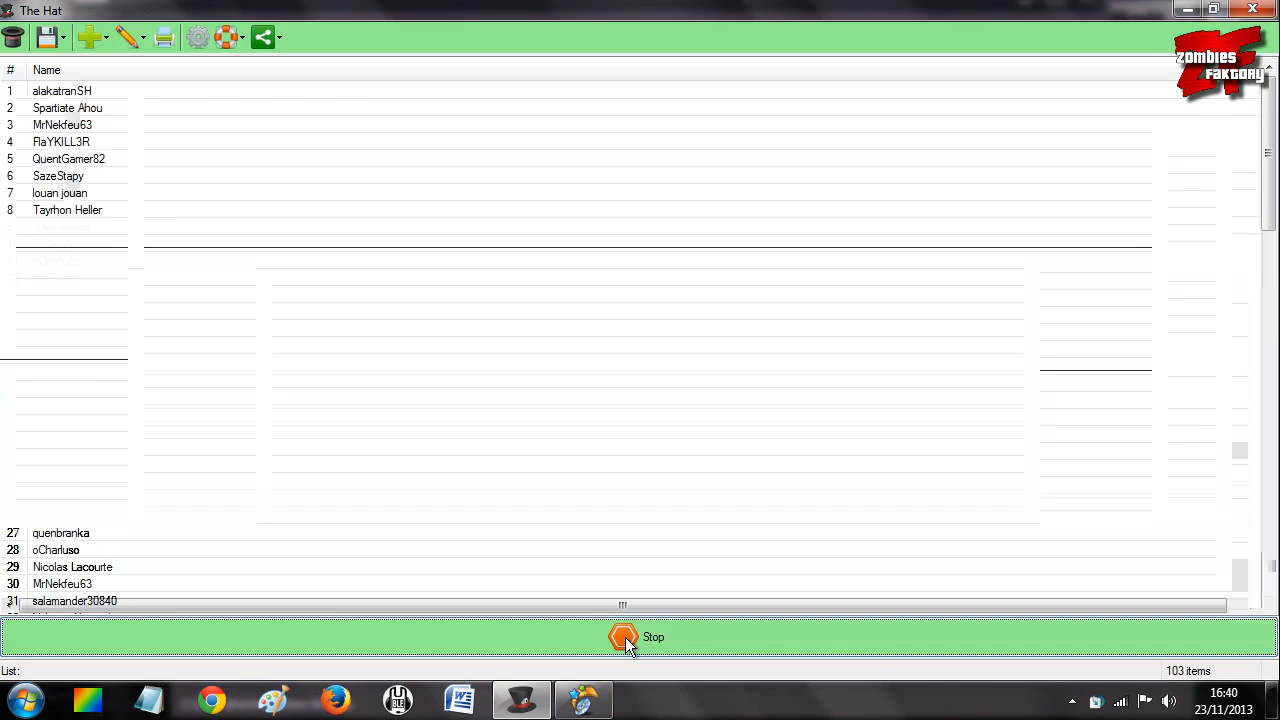 The Hat
ZOMBIES
FAKTORY
# Name
1 alakatranSH
2 Spartiate Ahou
3 MrNekfeu63
4 FlaYKILL3R
5 QuentGamer82
6 SazeStapy
7 louan jouan
8 Tayrhon Heller
27 quenbranka
28 oCharluso
29 Nicolas Lacourte
30 MrNekfeu63
31 salamander30840
Stop
List:
103 items
16:40
23/11/2013